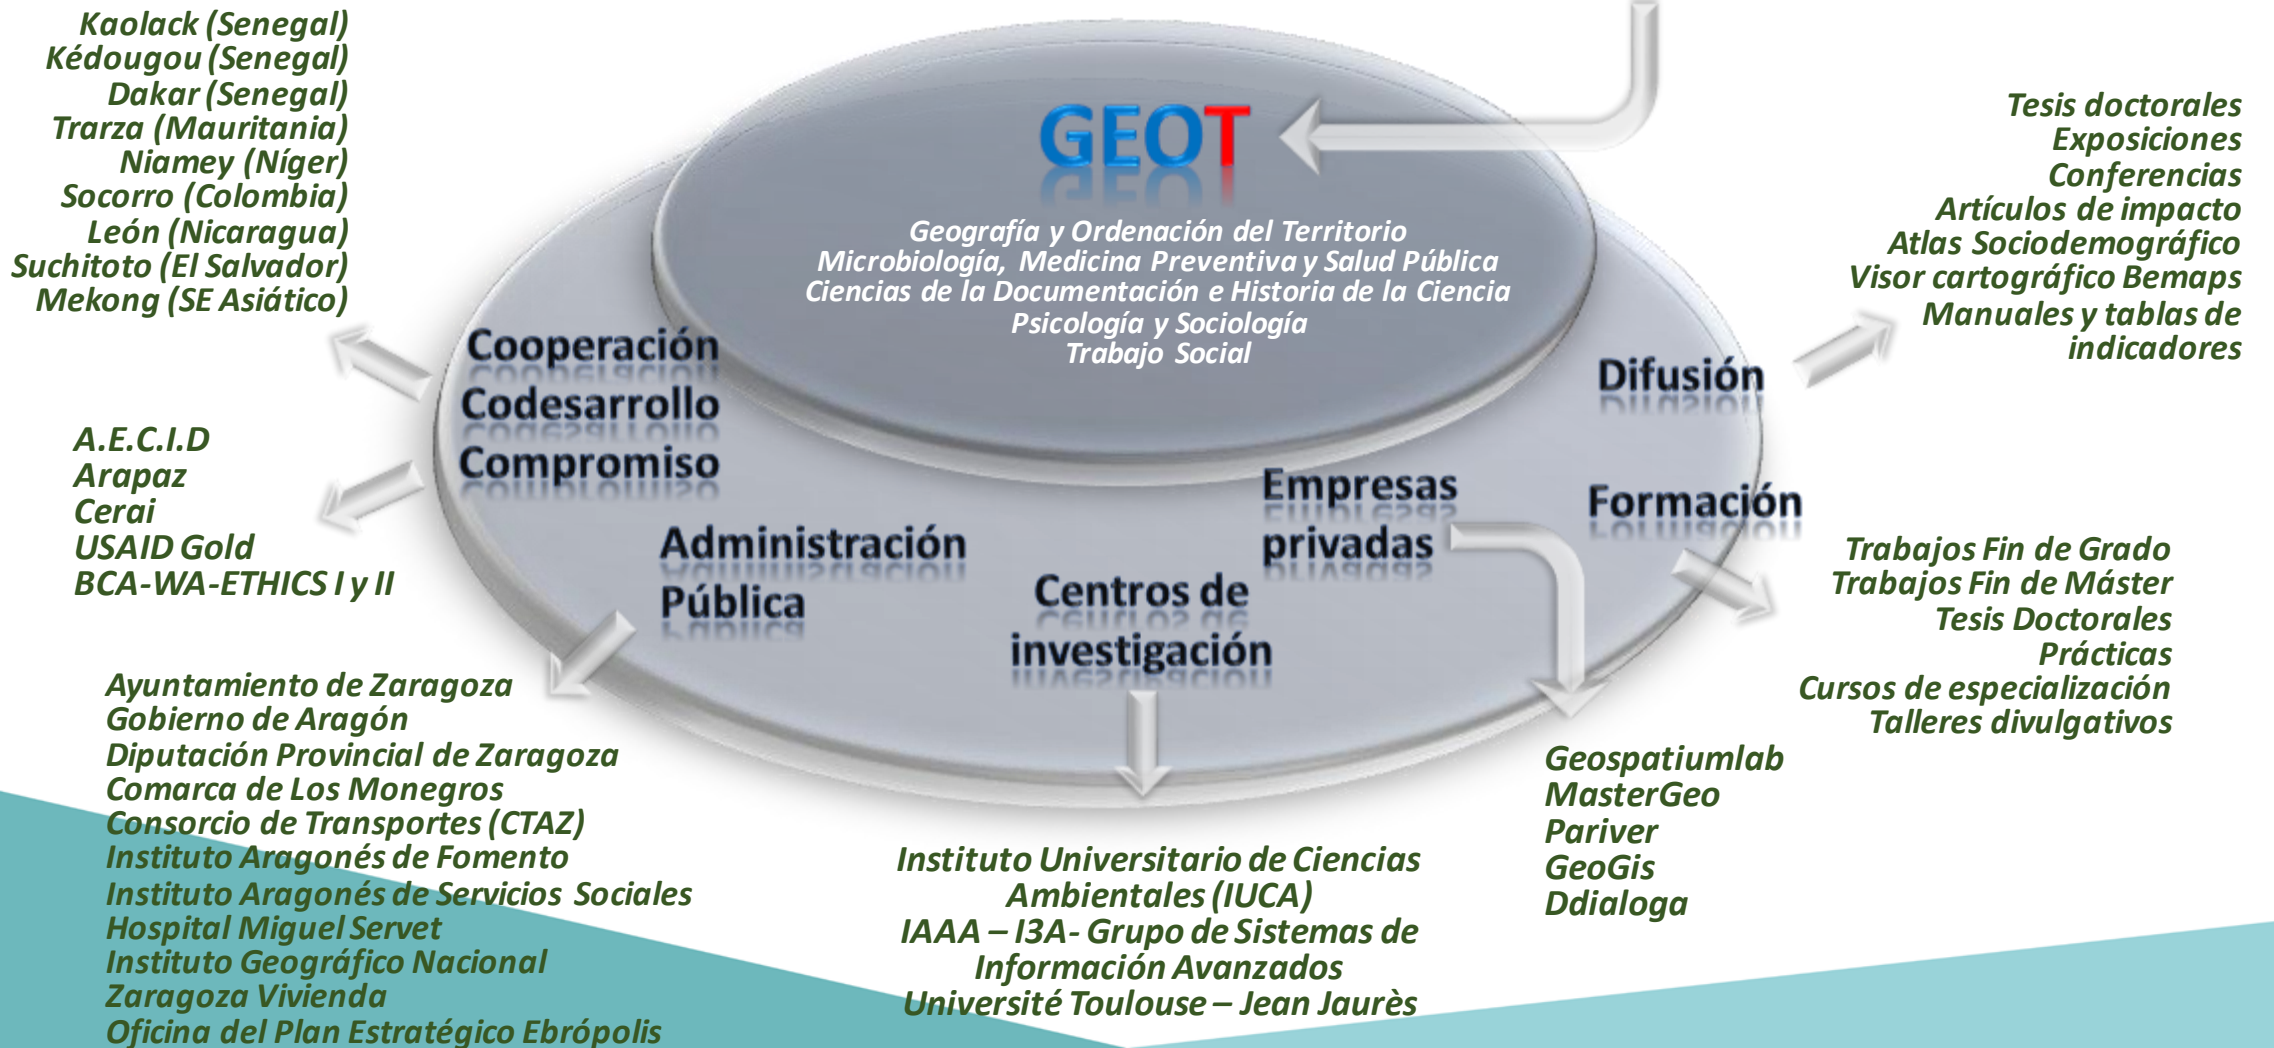 Kaolack (Senegal)
Kédougou (Senegal)
Dakar (Senegal)
Trarza (Mauritania)
Niamey (Níger)
Socorro (Colombia)
León (Nicaragua)
Suchitoto (El Salvador)
Mekong (SE Asiático)
GEOT
Geografía y Ordenación del Territorio
Microbiología, Medicina Preventiva y Salud Pública
Ciencias de la Documentación e Historia de la Ciencia
Psicología y Sociología
Trabajo Social
Tesis doctorales
Exposiciones
Conferencias
Artículos de impacto
Atlas Sociodemográfico
Visor cartográfico Bemaps
Manuales y tablas de
indicadores
Cooperación
Codesarrollo
Compromiso
Difusión
A.E.C.I.D
Arapaz
Cerai
USAID Gold
BCA-WA-ETHICS I y II
Administración
Pública
Centros de
investigación
Empresas
privadas
Formación
Trabajos Fin de Grado
Trabajos Fin de Máster
Tesis Doctorales
Prácticas
Cursos de especialización
Talleres divulgativos
Ayuntamiento de Zaragoza
Gobierno de Aragón
Diputación Provincial de Zaragoza
Comarca de Los Monegros
Consorcio de Transportes (CTAZ)
Instituto Aragonés de Fomento
Instituto Aragonés de Servicios Sociales
Hospital Miguel Servet
Instituto Geográfico Nacional
Zaragoza Vivienda
Oficina del Plan Estratégico Ebrópolis
Instituto Universitario de Ciencias
Ambientales (IUCA)
IAAA – I3A- Grupo de Sistemas de
Información Avanzados
Université Toulouse – Jean Jaurès
Geospatiumlab
MasterGeo
Pariver
GeoGis
Ddialoga